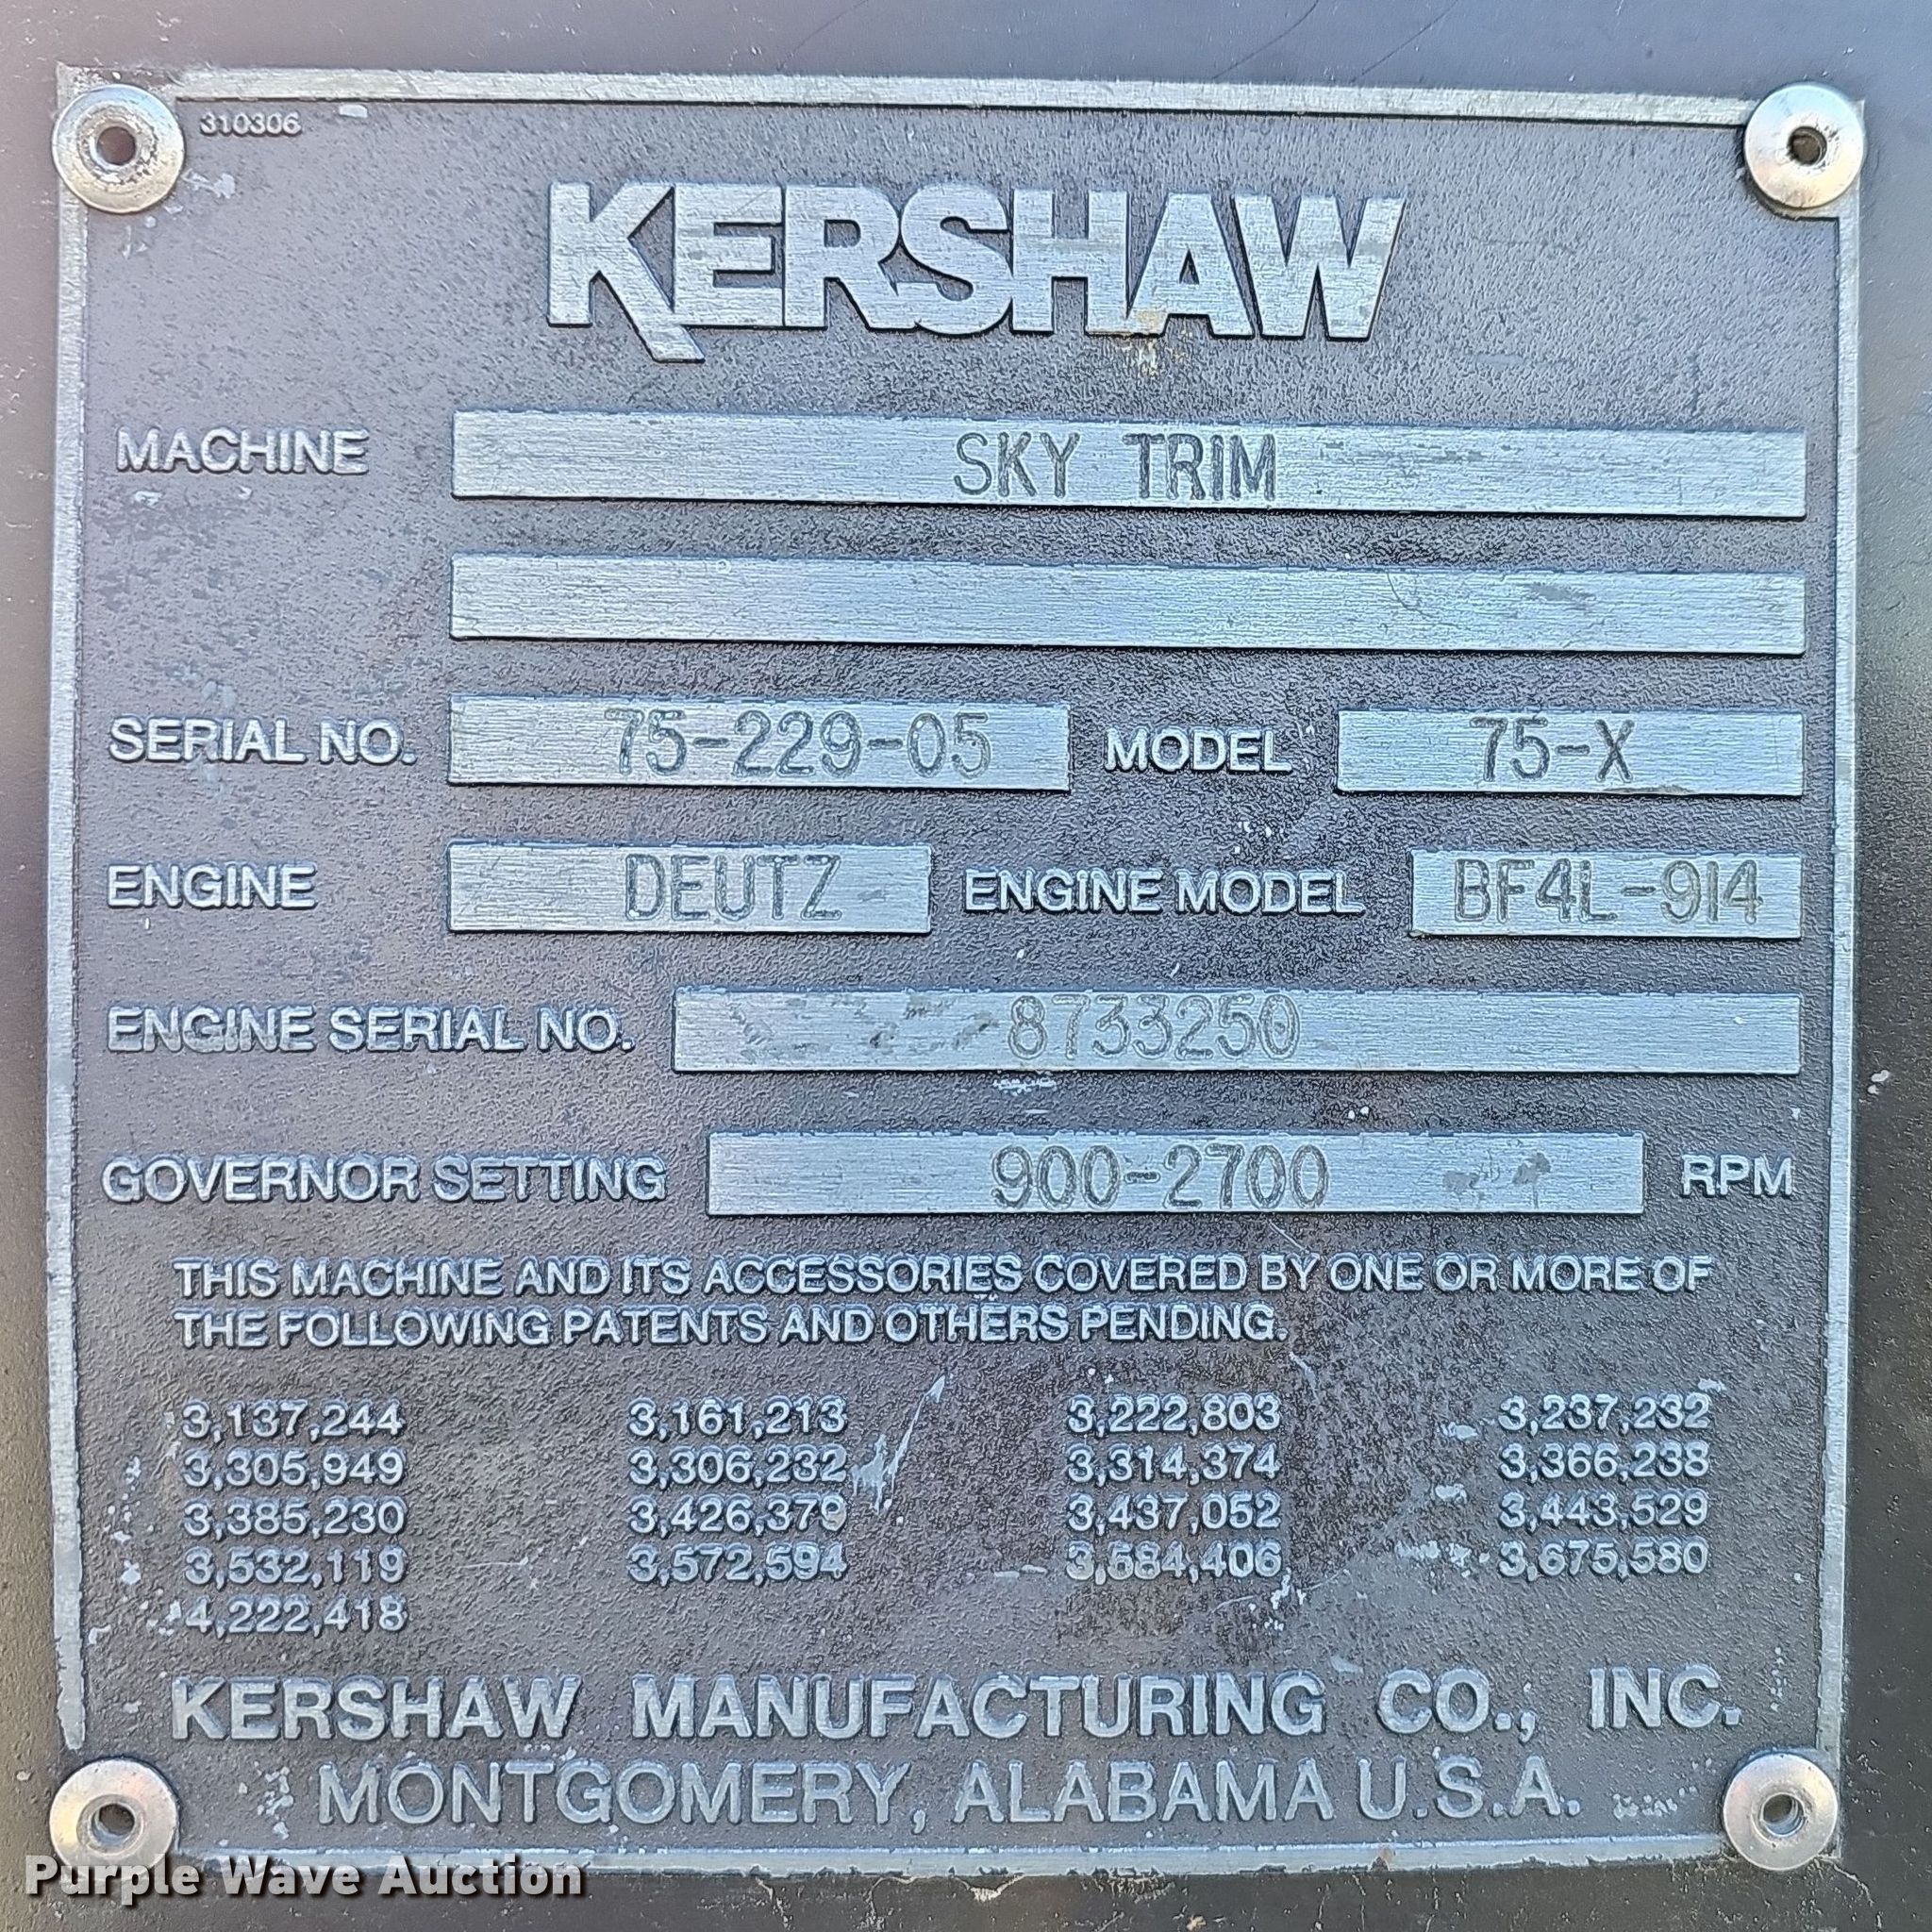 310306
KERSHAW
MACHINE SKY TRIM
SERIAL NO. 75-229-05 MODEL 75-X
ENGINE DEUTZ ENGINE MODEL BF4L-914
ENGINE SERIAL NO. 8733250
GOVERNOR SETTING 900-2700 RPM
THIS MACHINE AND ITS ACCESSORIES COVERED BY ONE OR MORE OF
THE FOLLOWING PATENTS AND OTHERS PENDING.
3,137,244 3,161,213 3,222,803 3,237,232
3,305,949 3,306,232 3,314,374 3,366,238
3,385,230 3,426,379 3,437,052 3,443,529
3,532,119 3,572,594 3,584,406 3,675,580
4,222,418
KERSHAW MANUFACTURING CO., INC.
MONTGOMERY, ALABAMA U.S.A.
Purple Wave Auction